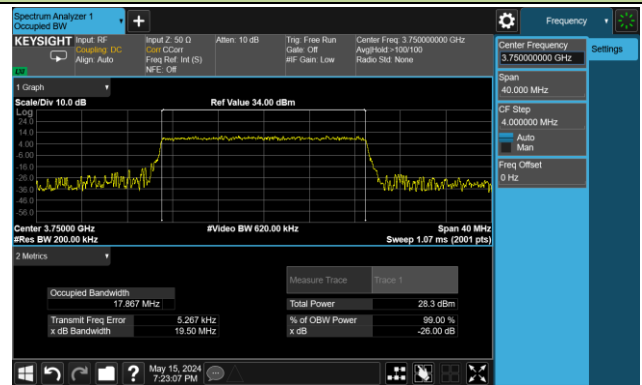 Spectrum Analyzer 1
Occupied BW
Frequency
KEYSIGHT
Input: RF
Coupling: DC
Align: Auto
Input Z: 50 Ω
Corr CCorr
Freq Ref: Int (S)
NFE: Off
Atten: 10 dB
Trig: Free Run
Gate: Off
#IF Gain: Low
Center Freq: 3.750000000 GHz
Avg|Hold:>100/100
Radio Std: None
Center Frequency
3.750000000 GHz
Settings
Span
40.000 MHz
CF Step
4.000000 MHz
Auto
Man
Freq Offset
0 Hz
1 Graph
Scale/Div 10.0 dB
Ref Value 34.00 dBm
Log
24.0
14.0
4.00
-6.00
-16.0
-26.0
-36.0
-46.0
-56.0
Center 3.75000 GHz
#Video BW 620.00 kHz
Span 40 MHz
#Res BW 200.00 kHz
Sweep 1.07 ms (2001 pts)
2 Metrics
Measure Trace
Trace 1
Occupied Bandwidth
17.867 MHz
Total Power
28.3 dBm
Transmit Freq Error
5.267 kHz
% of OBW Power
99.00 %
x dB Bandwidth
19.50 MHz
x dB
-26.00 dB
May 15, 2024
7:23:07 PM